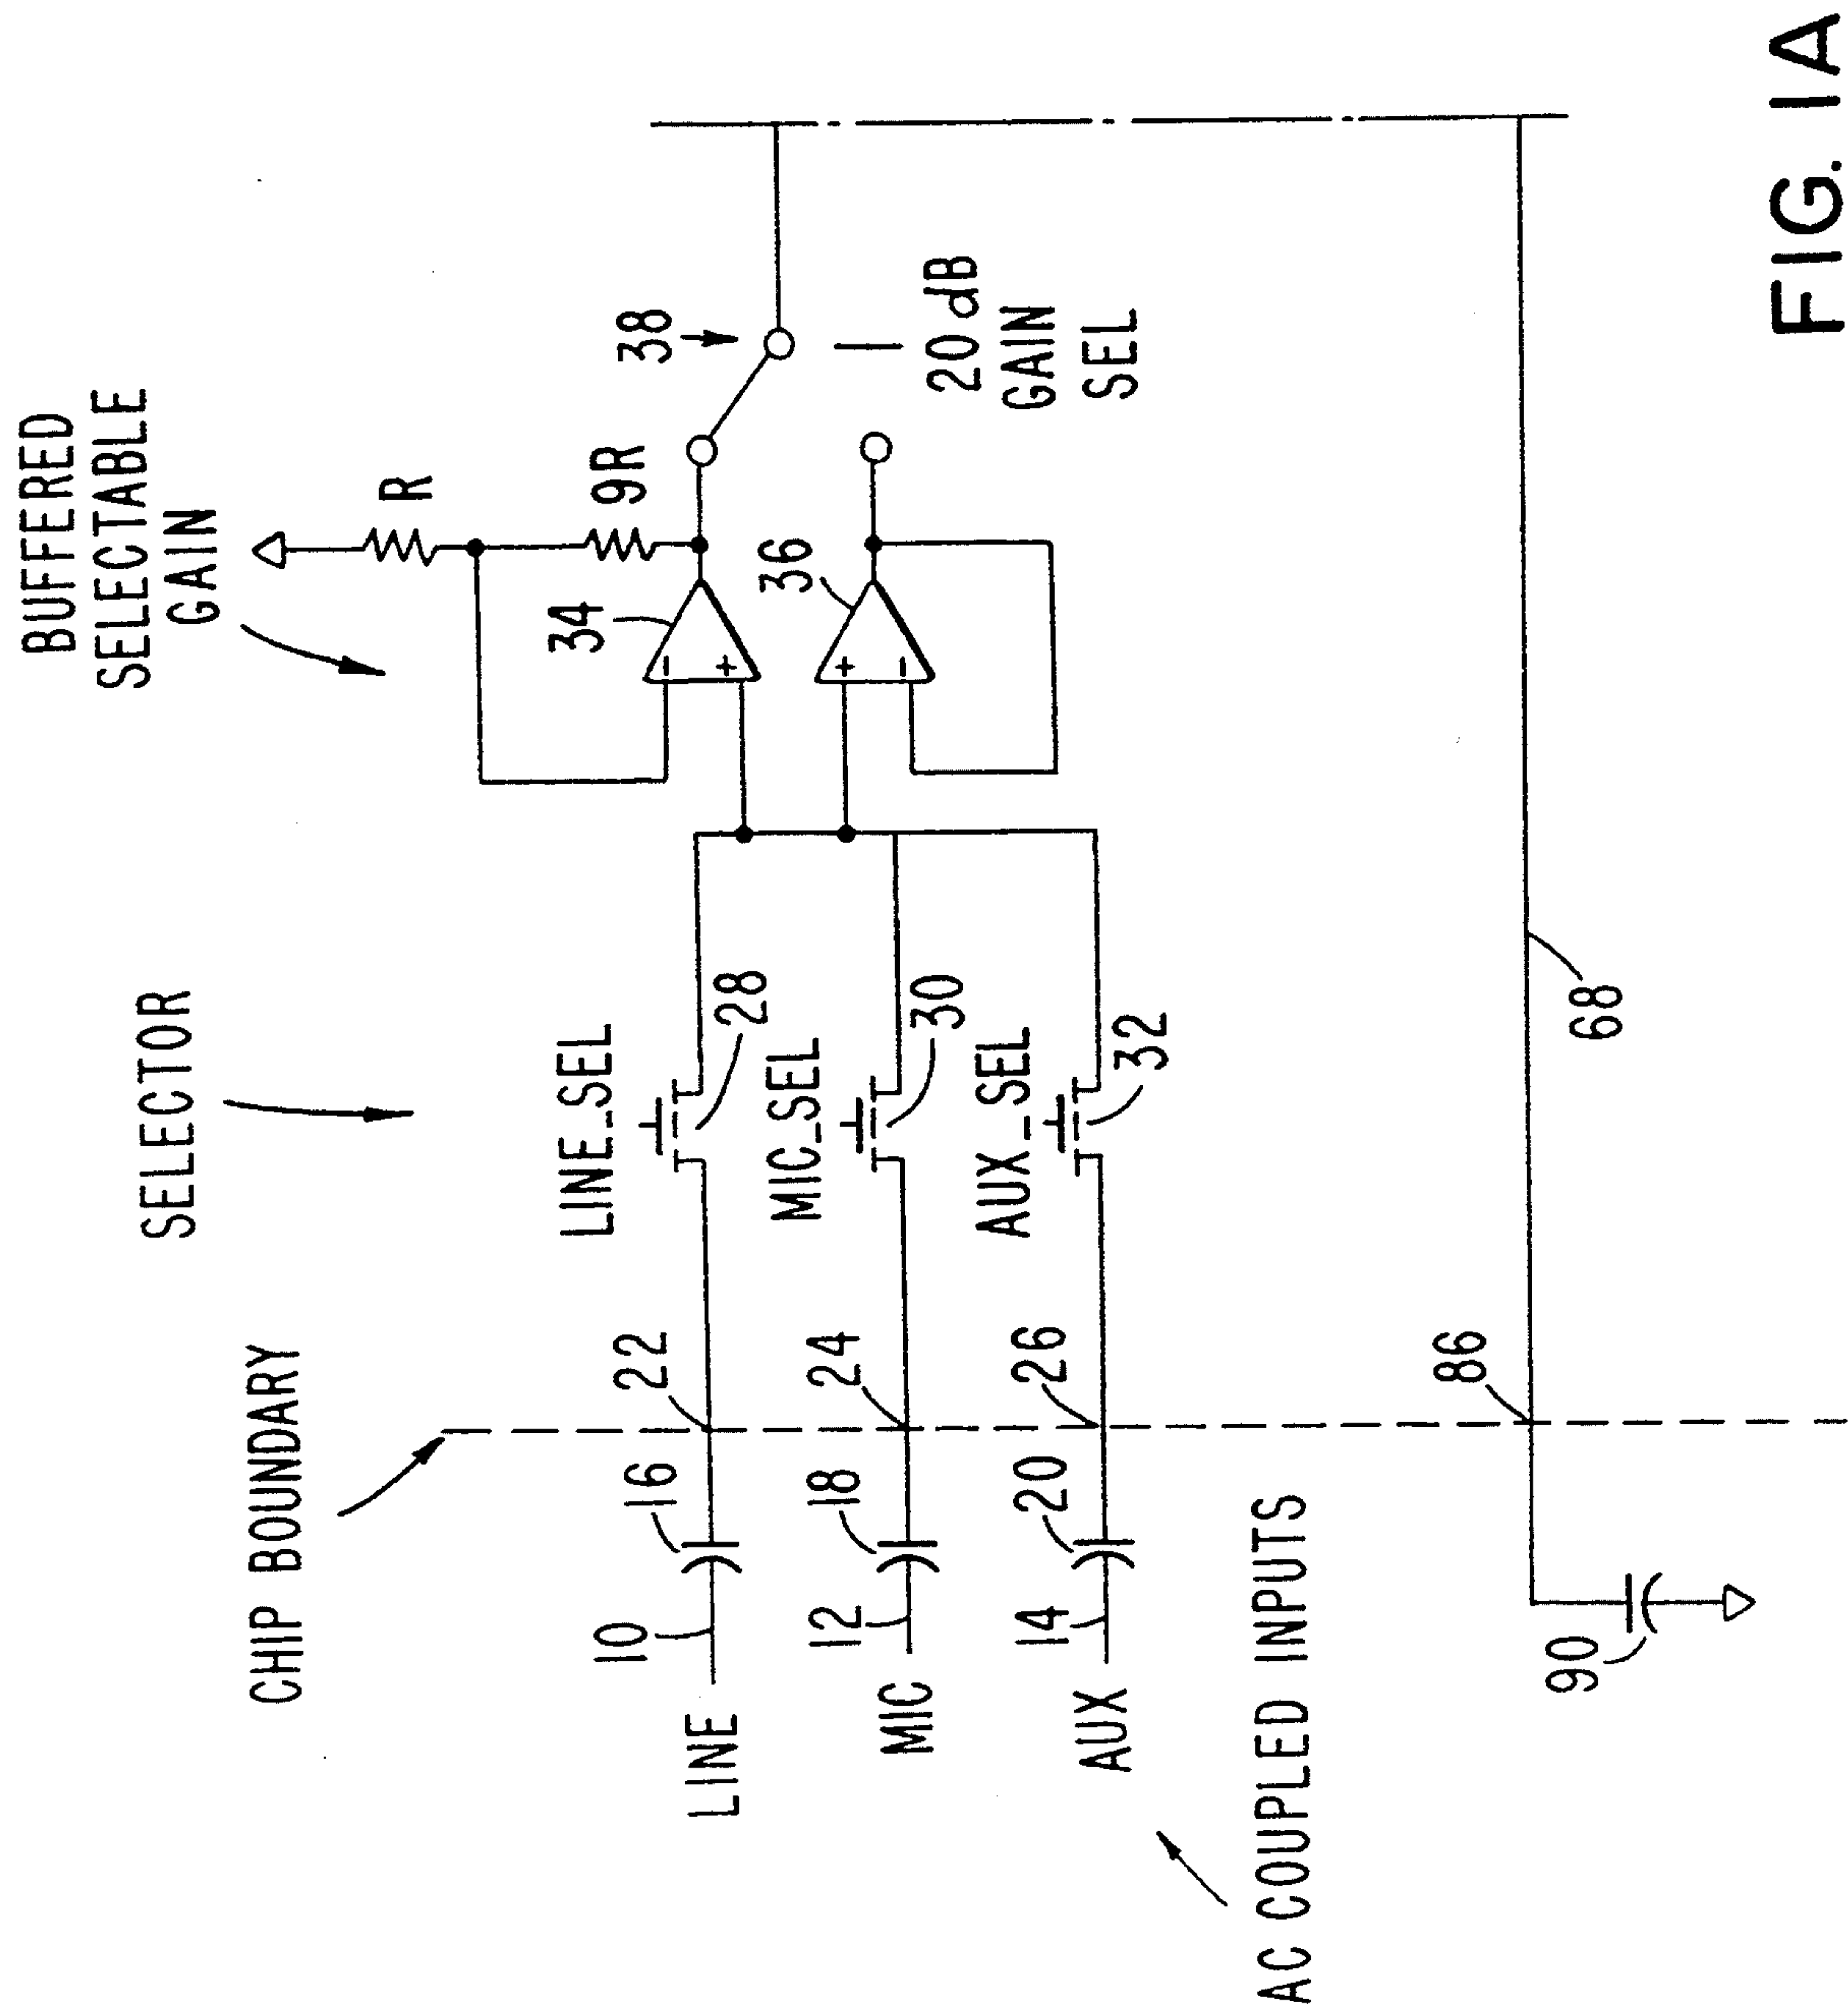 BUFFERED
SELECTABLE
GAIN
SELECTOR
CHIP BOUNDARY
R
9R
34
36
38
20 dB
GAIN
SEL
LINE_SEL
28
MIC_SEL
30
AUX_SEL
32
22
24
26
16
18
20
10
12
14
LINE
MIC
AUX
AC COUPLED INPUTS
86
68
90
FIG. 1A